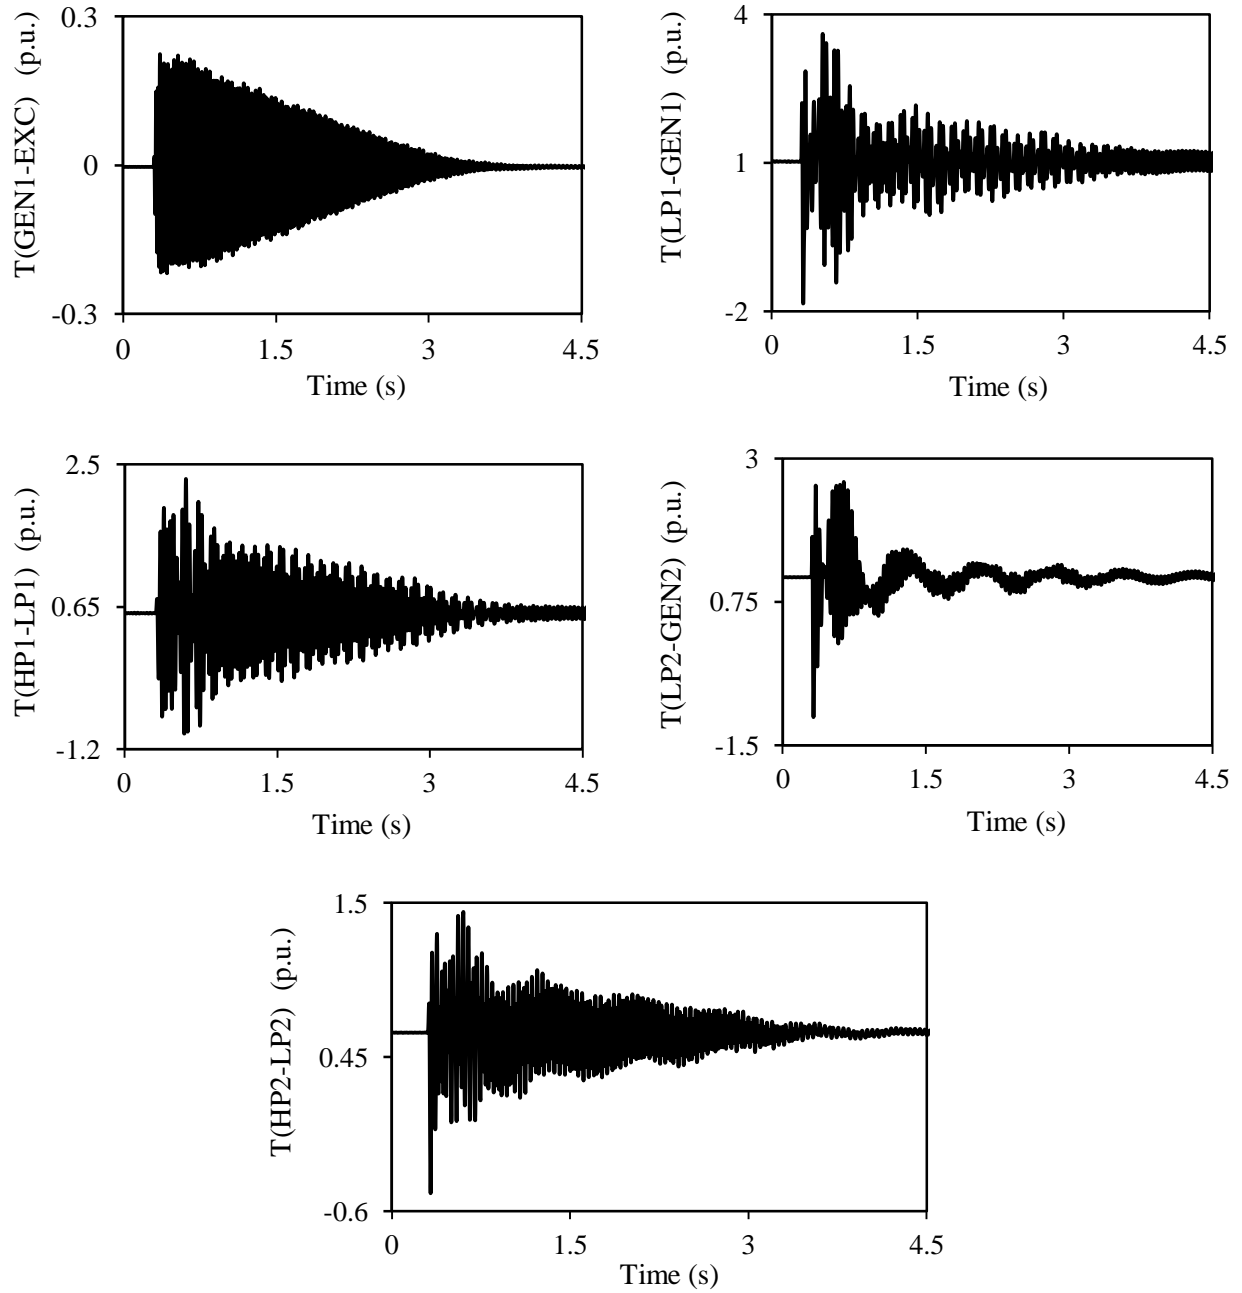 T(GEN1-EXC) (p.u.)
0.3
0
-0.3
0 1.5 3 4.5
Time (s)
T(LP1-GEN1) (p.u.)
4
1
-2
0 1.5 3 4.5
Time (s)
T(HP1-LP1) (p.u.)
2.5
0.65
-1.2
0 1.5 3 4.5
Time (s)
T(LP2-GEN2) (p.u.)
3
0.75
-1.5
0 1.5 3 4.5
Time (s)
T(HP2-LP2) (p.u.)
1.5
0.45
-0.6
0 1.5 3 4.5
Time (s)